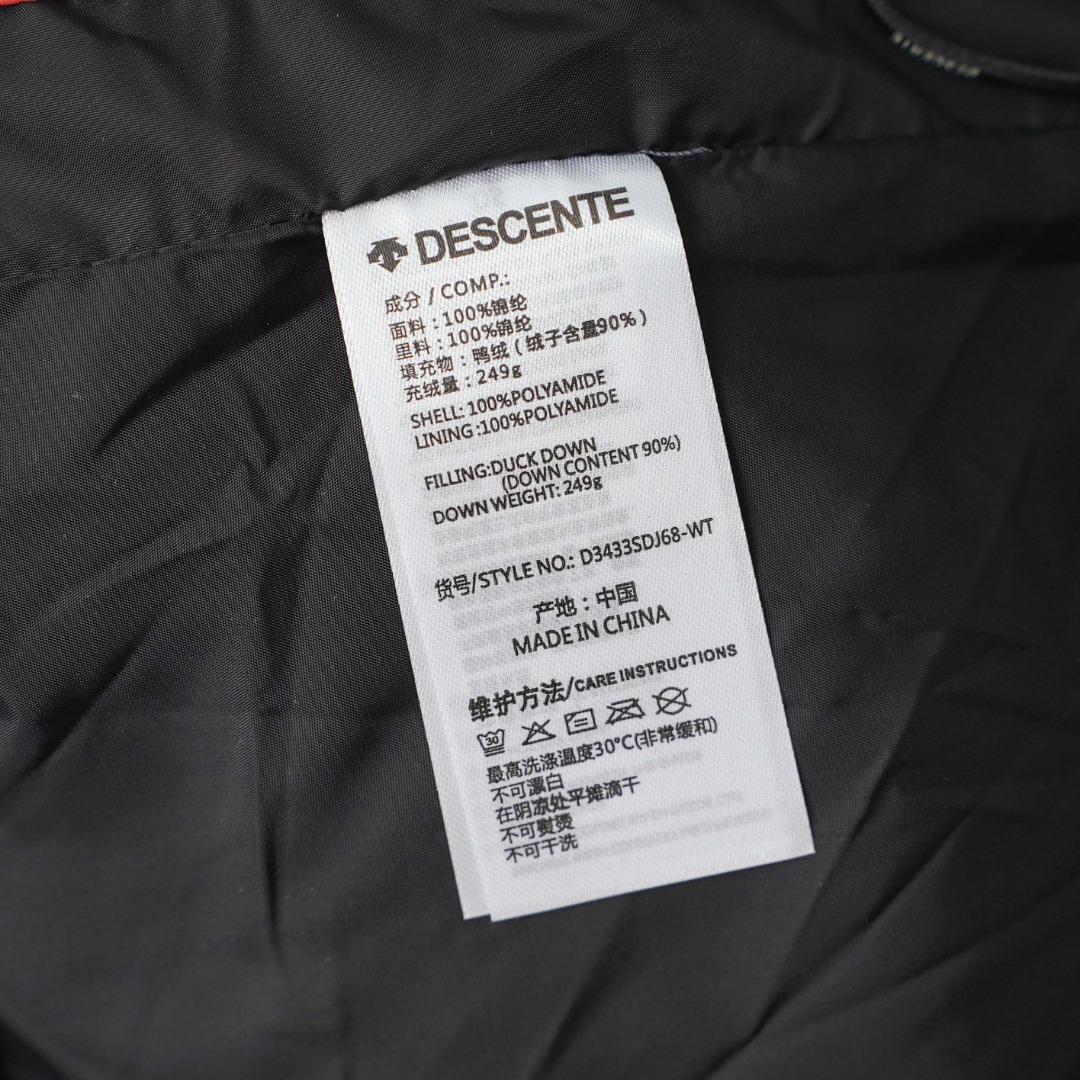 DESCENTE
成分 / COMP.:
面料：100%锦纶
里料：100%锦纶
填充物：鸭绒（绒子含量90%）
充绒量：249g
SHELL: 100%POLYAMIDE
LINING :100%POLYAMIDE
FILLING:DUCK DOWN
(DOWN CONTENT 90%)
DOWN WEIGHT: 249g
货号/STYLE NO.: D3433SDJ68-WT
产地：中国
MADE IN CHINA
维护方法/CARE INSTRUCTIONS
30
最高洗涤温度30°C(非常缓和)
不可漂白
在阴凉处平摊滴干
不可熨烫
不可干洗